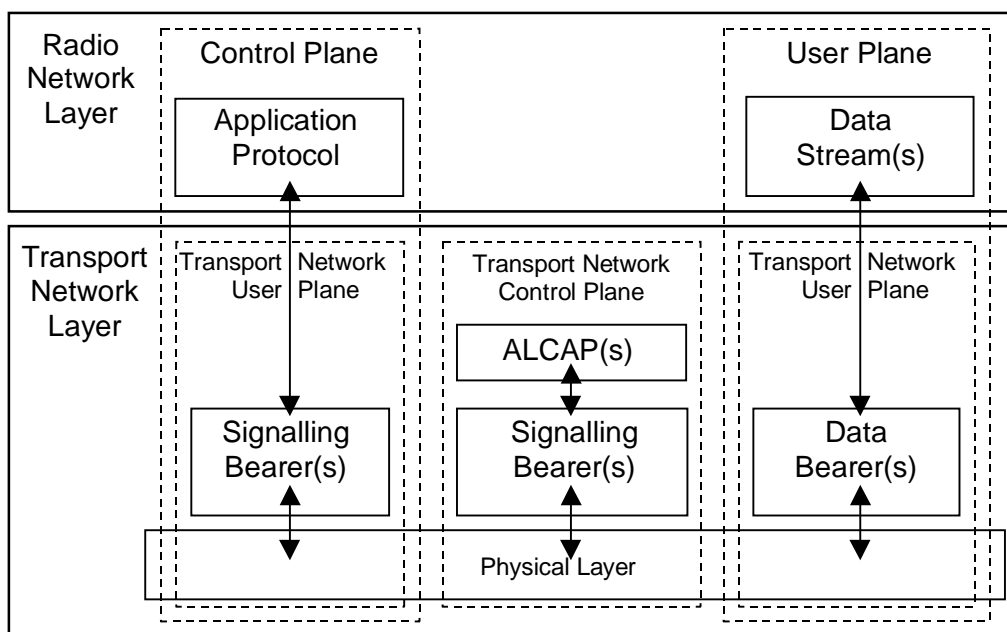 Radio
Network
Layer
Control Plane
User Plane
Application
Protocol
Data
Stream(s)
Transport
Network
Layer
Transport Network
User Plane
Transport Network
Control Plane
Transport Network
User Plane
ALCAP(s)
Signalling
Bearer(s)
Signalling
Bearer(s)
Data
Bearer(s)
Physical Layer